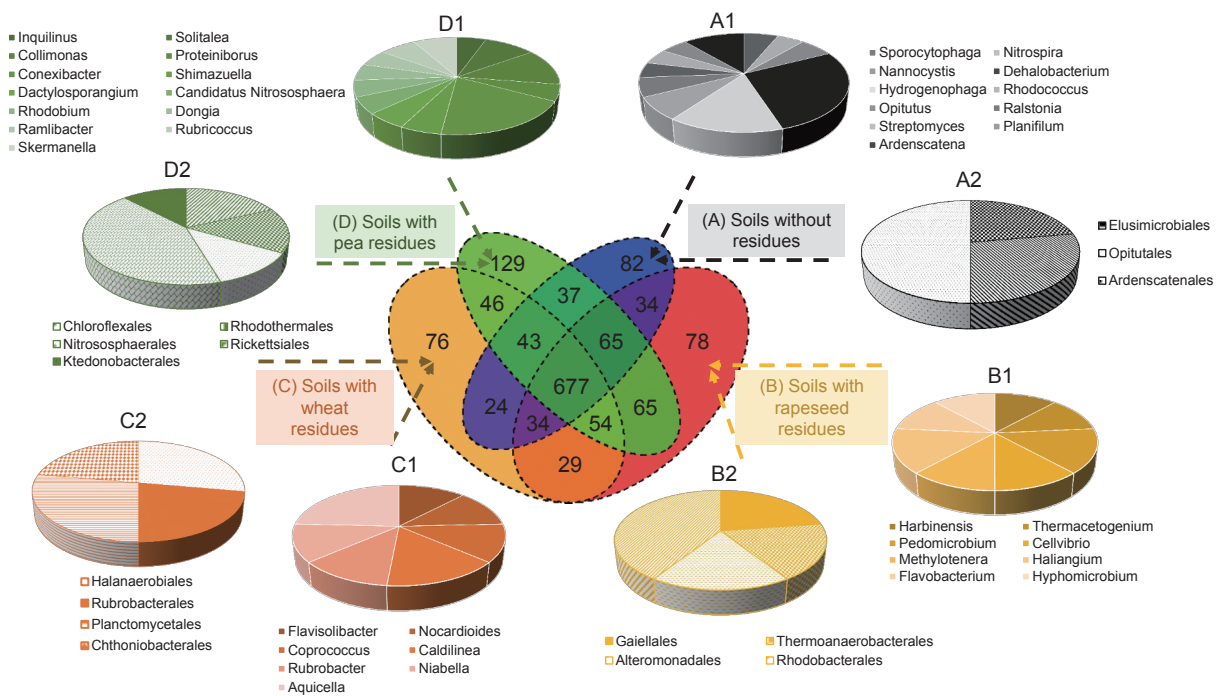 D1
Inquilinus
Solitalea
Collimonas
Proteiniborus
Conexibacter
Shimazuella
Dactylosporangium
Candidatus Nitrososphaera
Rhodobium
Dongia
Ramlibacter
Rubricoccus
Skermanella
A1
Sporocytophaga
Nitrospira
Nannocystis
Dehalobacterium
Hydrogenophaga
Rhodococcus
Opitutus
Ralstonia
Streptomyces
Planifilum
Ardenscatena
D2
Chloroflexales
Rhodothermales
Nitrososphaerales
Rickettsiales
Ktedonobacterales
A2
Elusimicrobiales
Opitutales
Ardenscatenales
(D) Soils with
pea residues
(A) Soils without
residues
129
82
46
37
34
76
43
65
78
677
24
65
34
54
29
(C) Soils with
wheat
residues
(B) Soils with
rapeseed
residues
C2
Halanaerobiales
Rubrobacterales
Planctomycetales
Chthoniobacterales
C1
Flavisolibacter
Nocardioides
Coprococcus
Caldilinea
Rubrobacter
Niabella
Aquicella
B2
Gaiellales
Thermoanaerobacterales
Alteromonadales
Rhodobacterales
B1
Harbinensis
Thermacetogenium
Pedomicrobium
Cellvibrio
Methylotenera
Haliangium
Flavobacterium
Hyphomicrobium